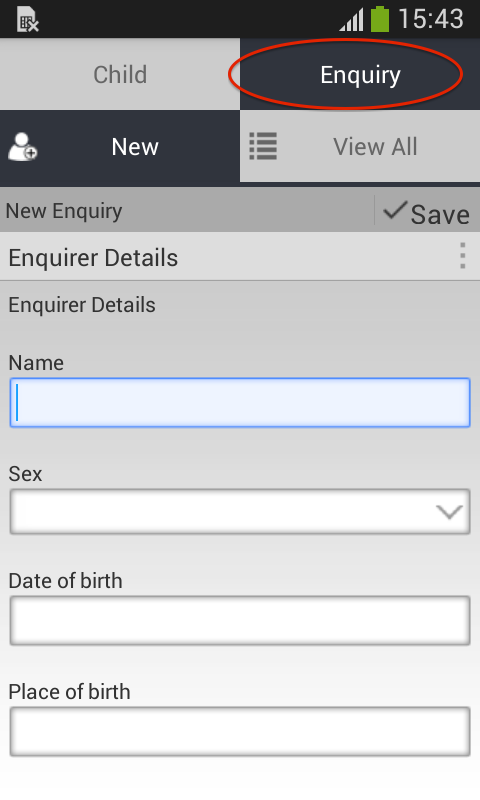 15:43
Child Enquiry
New View All
New Enquiry Save
Enquirer Details
Enquirer Details
Name
Sex
Date of birth
Place of birth